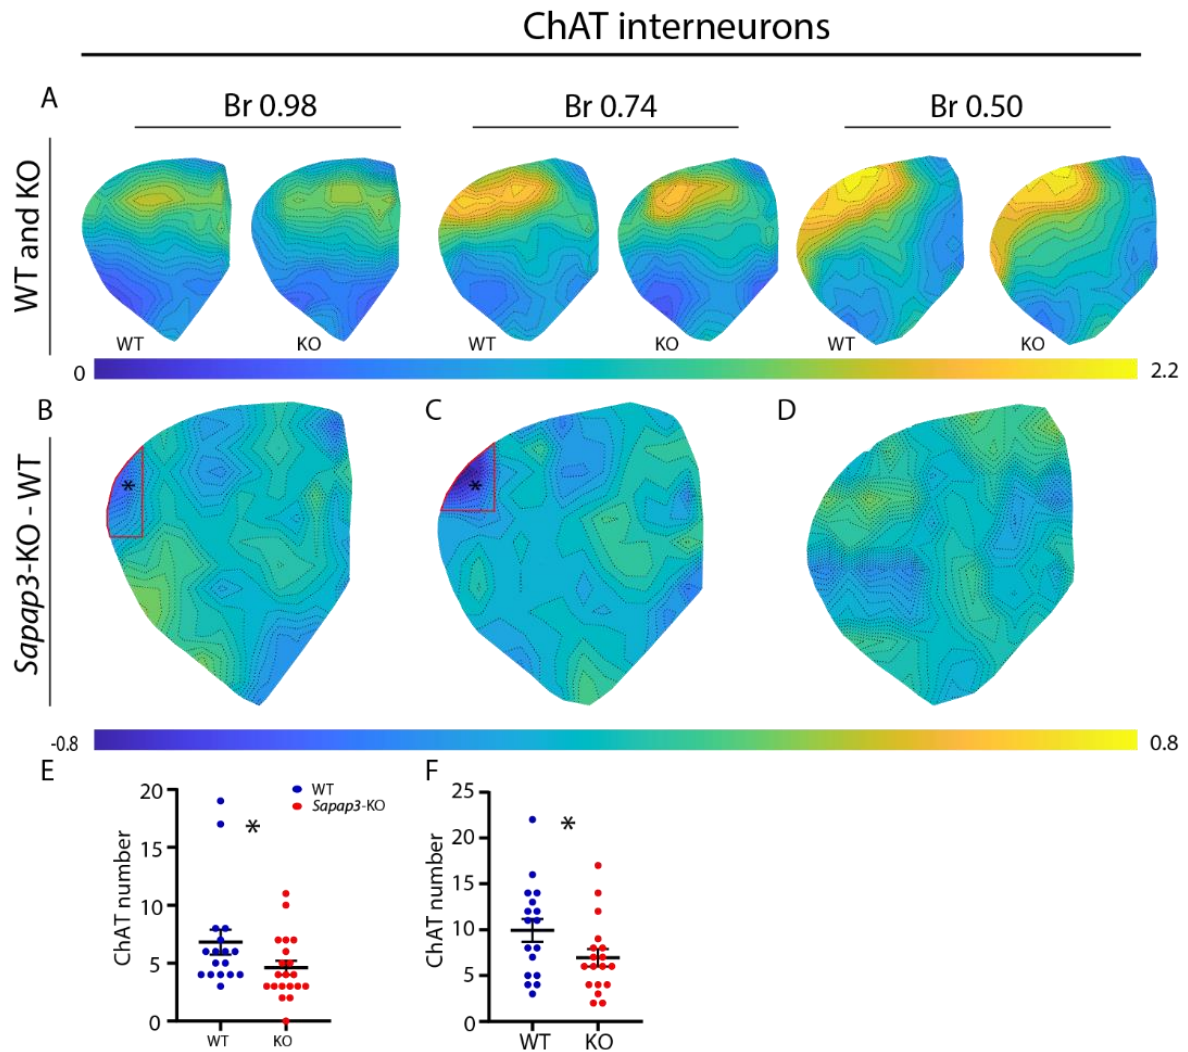 ChAT interneurons
A
Br 0.98
Br 0.74
Br 0.50
WT and KO
WT
KO
WT
KO
WT
KO
0
2.2
B
C
D
Sapap3-KO - WT
*
*
-0.8
0.8
E
WT
Sapap3-KO
*
20
15
10
5
0
ChAT number
WT
KO
F
*
25
20
15
10
5
0
ChAT number
WT
KO